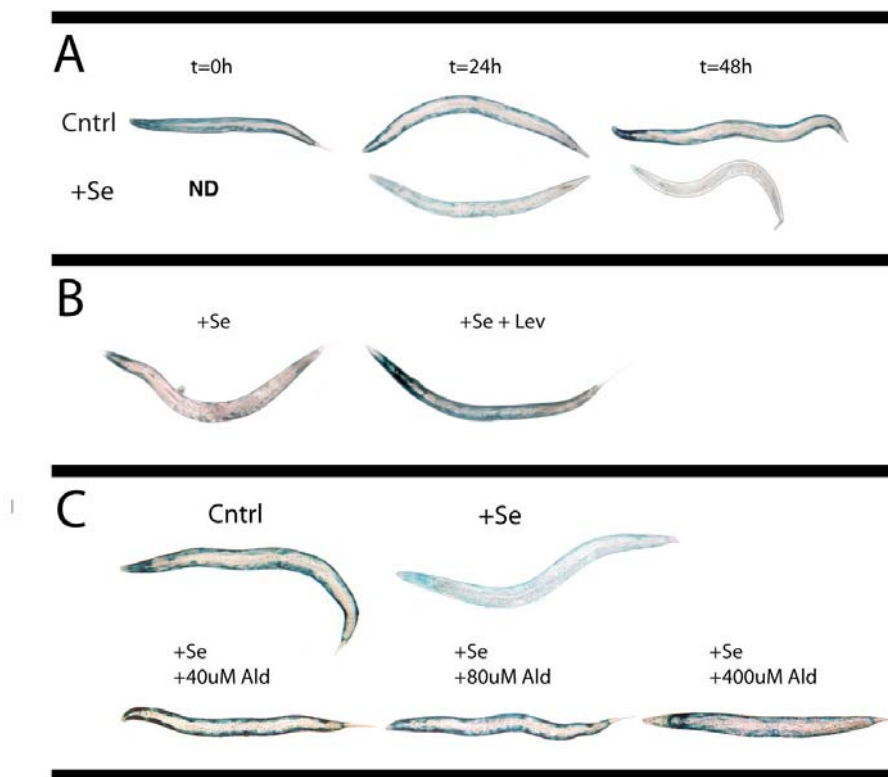 A
t=0h t=24h t=48h
Cntrl
+Se ND
B
+Se +Se + Lev
C
Cntrl +Se
+Se +Se +Se
+40uM Ald +80uM Ald +400uM Ald